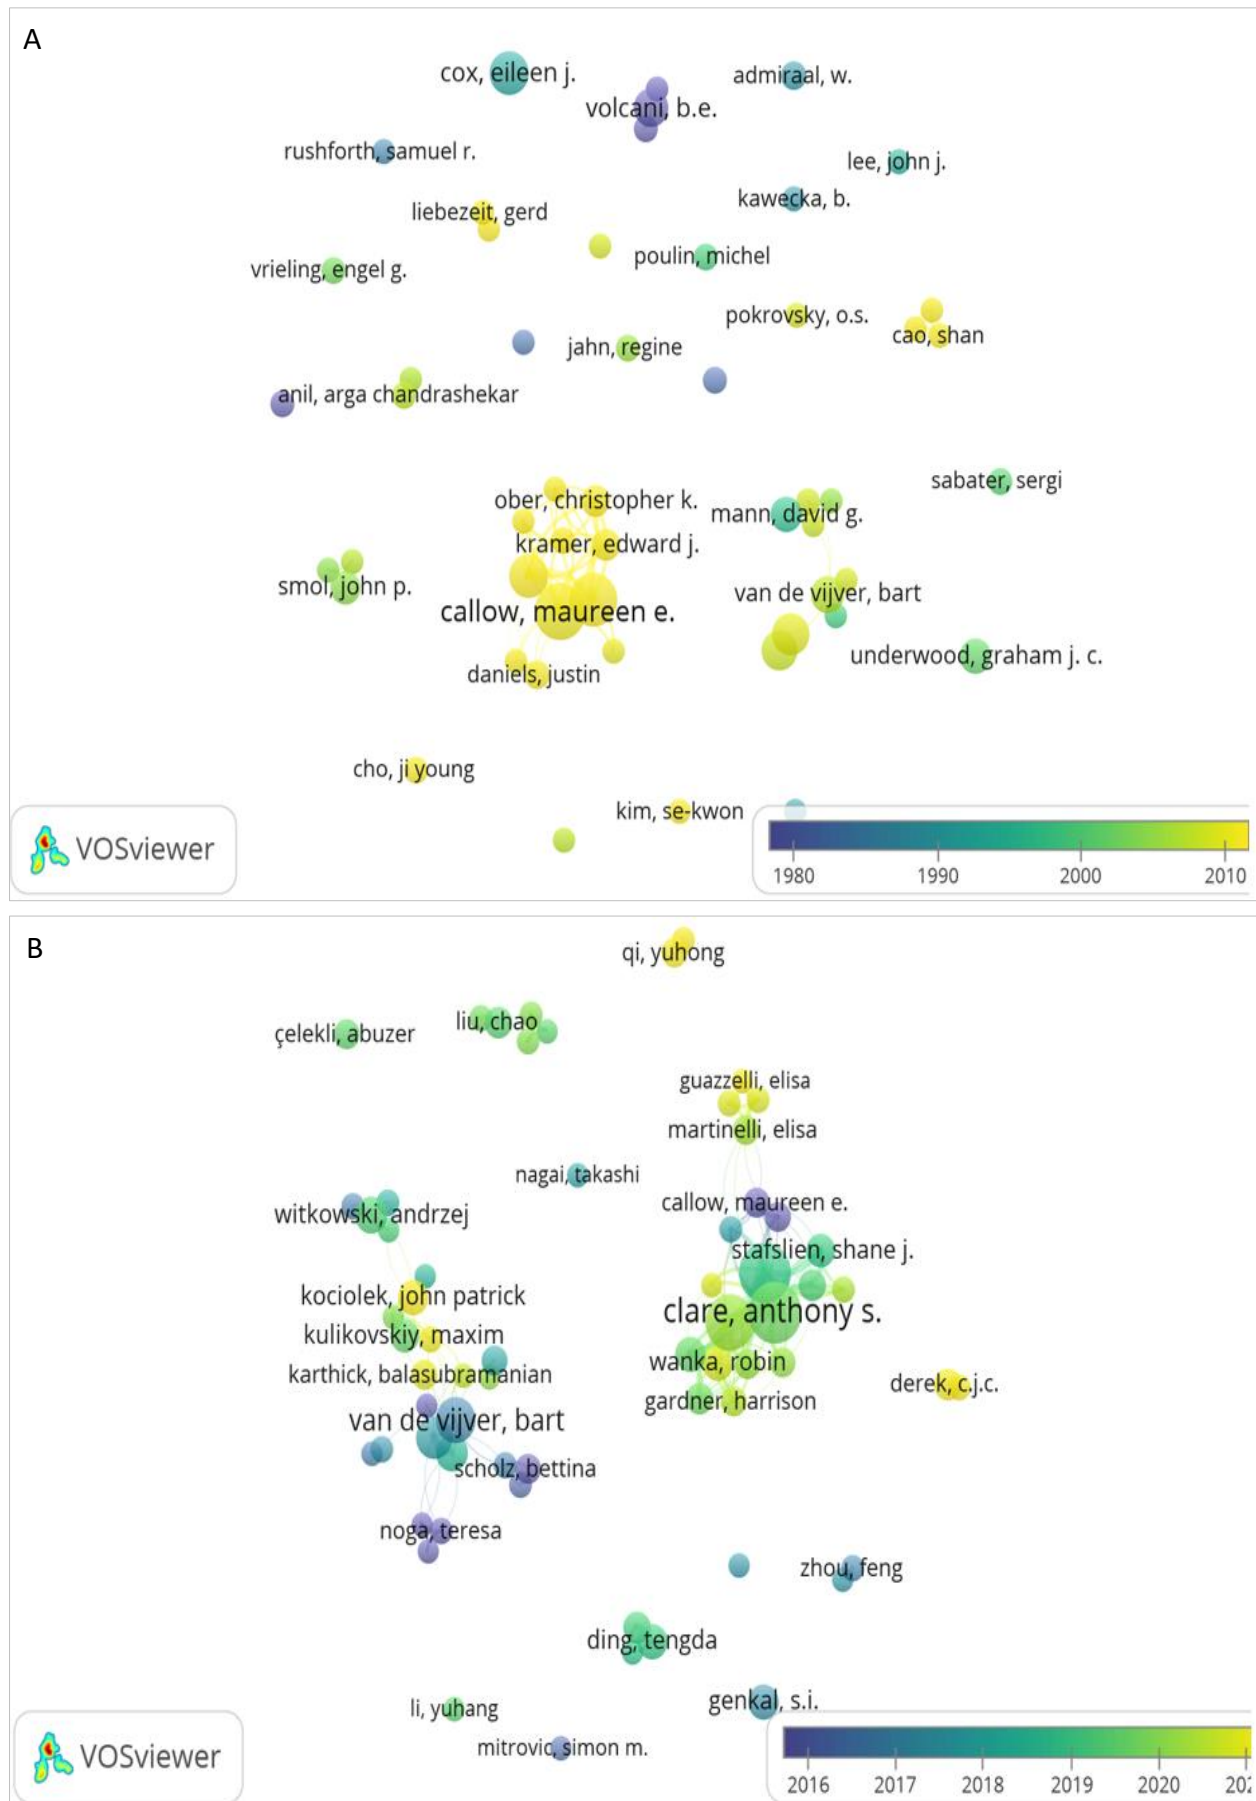 A
cox, eileen j.
admiraal, w.
volcani, b.e.
rushforth, samuel r.
lee, john j.
kawecka, b.
liebezeit, gerd
poulin, michel
vrieling, engel g.
pokrovsky, o.s.
cao, shan
jahn, regine
anil, arga chandrashekar
sabater, sergi
ober, christopher k.
mann, david g.
kramer, edward j.
smol, john p.
van de vijver, bart
callow, maureen e.
underwood, graham j. c.
daniels, justin
cho, ji young
kim, se-kwon
VOSviewer
1980 1990 2000 2010
B
qi, yuhong
liu, chao
çelekli, abuzer
guazzelli, elisa
martinelli, elisa
nagai, takashi
callow, maureen e.
witkowski, andrzej
stafslien, shane j.
kociolek, john patrick
clare, anthony s.
kulikovskiy, maxim
wanka, robin
karthick, balasubramanian
derek, c.j.c.
gardner, harrison
van de vijver, bart
scholz, bettina
noga, teresa
zhou, feng
ding, tengda
genkal, s.i.
li, yuhang
mitrovic, simon m.
VOSviewer
2016 2017 2018 2019 2020